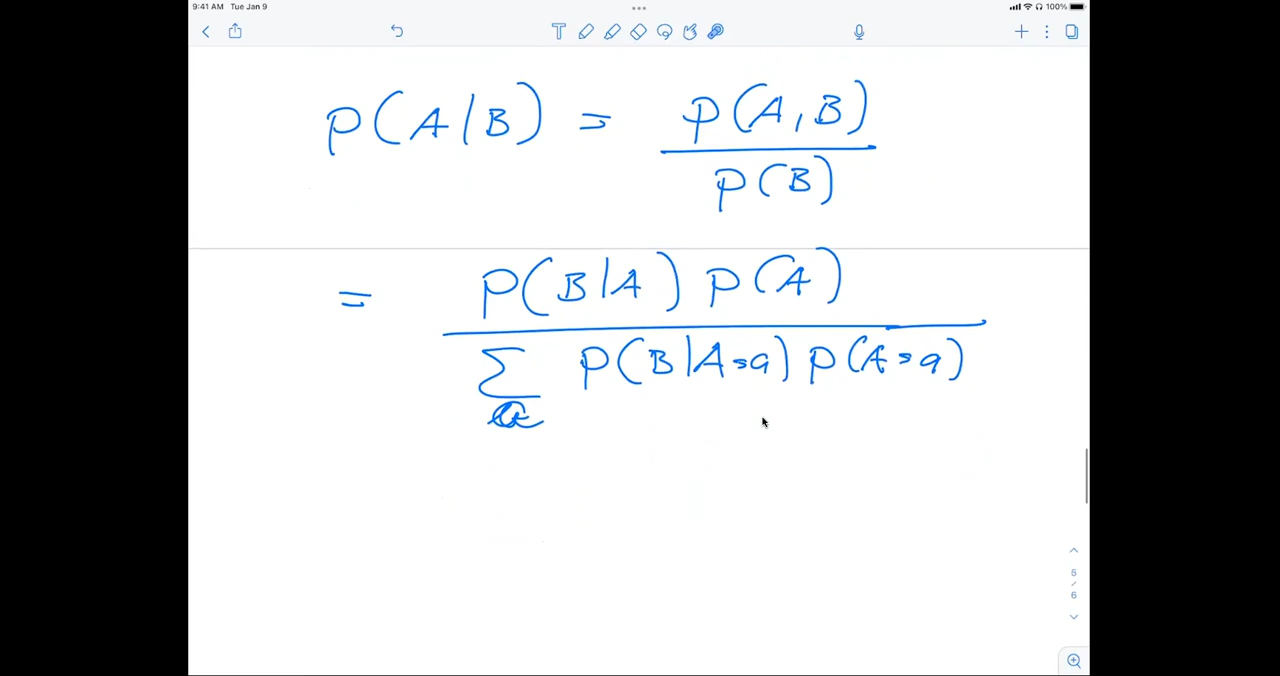 9:41 AM Tue Jan 9
100%
T
P(A|B) = P(A,B)
P(B)
= P(B|A) P(A)
∑ P(B|A=a) P(A=a)
a
5
/
6